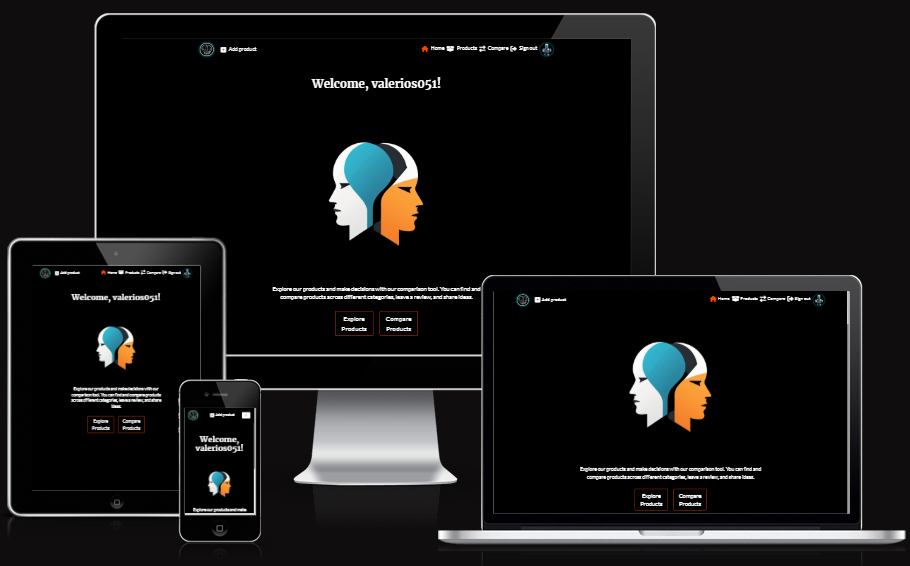 Add product
Home Products Compare Sign out
Welcome, valerios051!
Explore our products and make decisions with our comparison tool. You can find and
compare products across different categories, leave a review, and share ideas.
Explore
Products
Compare
Products
Add product
Home Products Compare Sign out
Welcome, valerios051!
Explore our products and make decisions with our
comparison tool. You can find and compare products
across different categories, leave a review, and share
ideas.
Explore
Products
Compare
Products
Add product
Welcome,
valerios051!
Explore our products and make
Add product
Home Products Compare Sign out
Explore our products and make decisions with our comparison tool. You can find and
compare products across different categories, leave a review, and share ideas.
Explore
Products
Compare
Products